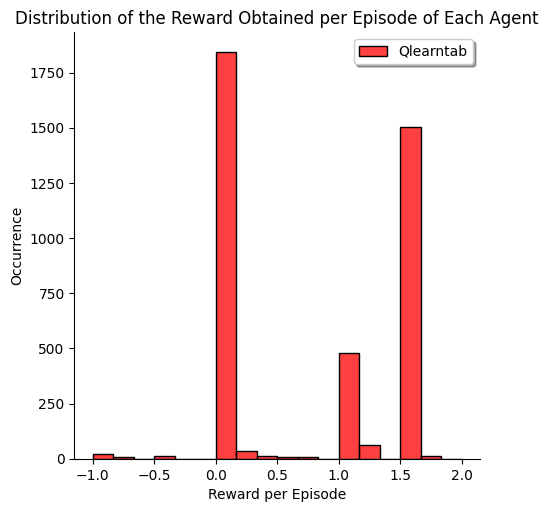 Distribution of the Reward Obtained per Episode of Each Agent
Qlearntab
1750
1500
1250
1000
750
500
250
0
Occurrence
−1.0 −0.5 0.0 0.5 1.0 1.5 2.0
Reward per Episode